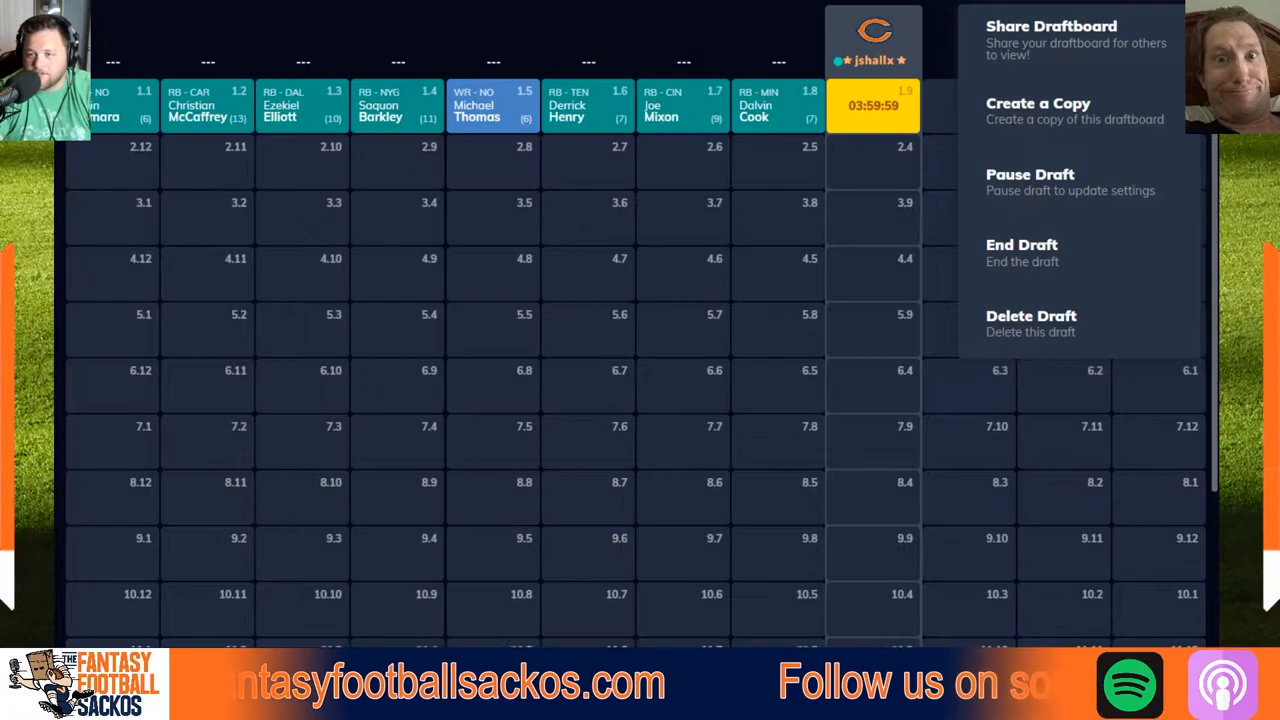 Share Draftboard
Share your draftboard for others
to view!
Create a Copy
Create a copy of this draftboard
Pause Draft
Pause draft to update settings
End Draft
End the draft
Delete Draft
Delete this draft
--- --- --- --- --- --- --- ---
jshallx
NO 1.1
(6)
RB - CAR 1.2
Christian
McCaffrey (13)
RB - DAL 1.3
Ezekiel
Elliott (10)
RB - NYG 1.4
Saquon
Barkley (11)
WR - NO 1.5
Michael
Thomas (6)
RB - TEN 1.6
Derrick
Henry (7)
RB - CIN 1.7
Joe
Mixon (9)
RB - MIN 1.8
Dalvin
Cook (7)
1.9
03:59:59
2.12 2.11 2.10 2.9 2.8 2.7 2.6 2.5 2.4
3.1 3.2 3.3 3.4 3.5 3.6 3.7 3.8 3.9
4.12 4.11 4.10 4.9 4.8 4.7 4.6 4.5 4.4
5.1 5.2 5.3 5.4 5.5 5.6 5.7 5.8 5.9
6.12 6.11 6.10 6.9 6.8 6.7 6.6 6.5 6.4 6.3 6.2 6.1
7.1 7.2 7.3 7.4 7.5 7.6 7.7 7.8 7.9 7.10 7.11 7.12
8.12 8.11 8.10 8.9 8.8 8.7 8.6 8.5 8.4 8.3 8.2 8.1
9.1 9.2 9.3 9.4 9.5 9.6 9.7 9.8 9.9 9.10 9.11 9.12
10.12 10.11 10.10 10.9 10.8 10.7 10.6 10.5 10.4 10.3 10.2 10.1
THE
FANTASY
FOOTBALL
SACKOS
ntasyfootballsackos.com Follow us on so